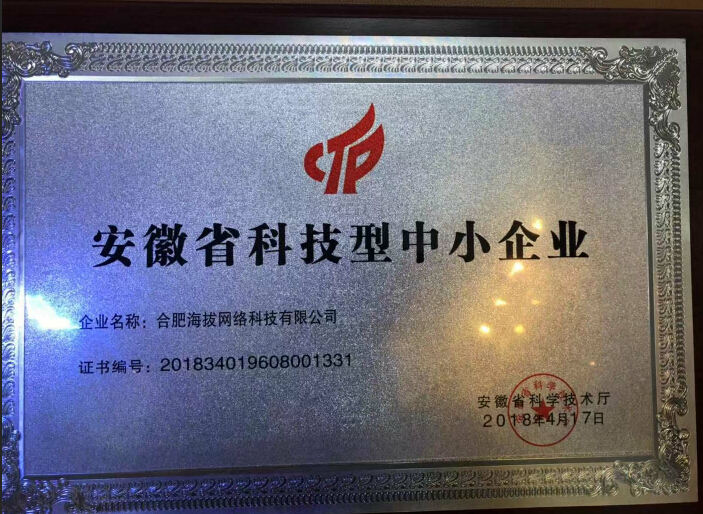 CTP
安徽省科技型中小企业
企业名称：合肥海拔网络科技有限公司
证书编号：201834019608001331
安徽省科学技术厅
2018年4月17日